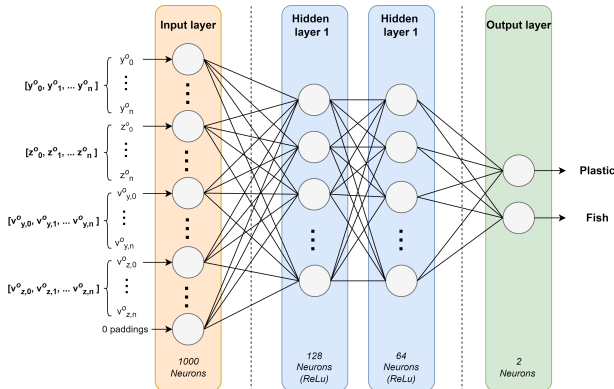 Input layer
Hidden
layer 1
Hidden
layer 1
Output layer
y^o_0
[y^o_0, y^o_1, ... y^o_n ]
y^o_n
z^o_0
[z^o_0, z^o_1, ... z^o_n]
z^o_n
v^o_y,0
[v^o_y,0, v^o_y,1, ... v^o_y,n]
v^o_y,n
v^o_z,0
[v^o_z,0, v^o_z,1, ... v^o_z,n]
v^o_z,n
0 paddings
Plastic
Fish
1000
Neurons
128
Neurons
(ReLu)
64
Neurons
(ReLu)
2
Neurons